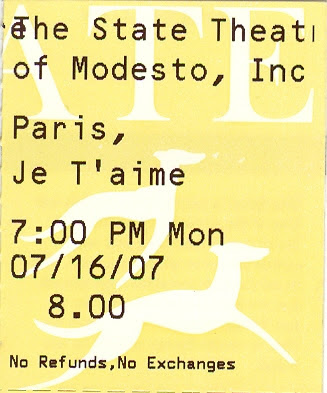 The State Theatr
of Modesto, Inc
Paris,
Je T'aime
7:00 PM Mon
07/16/07
8.00
No Refunds,No Exchanges